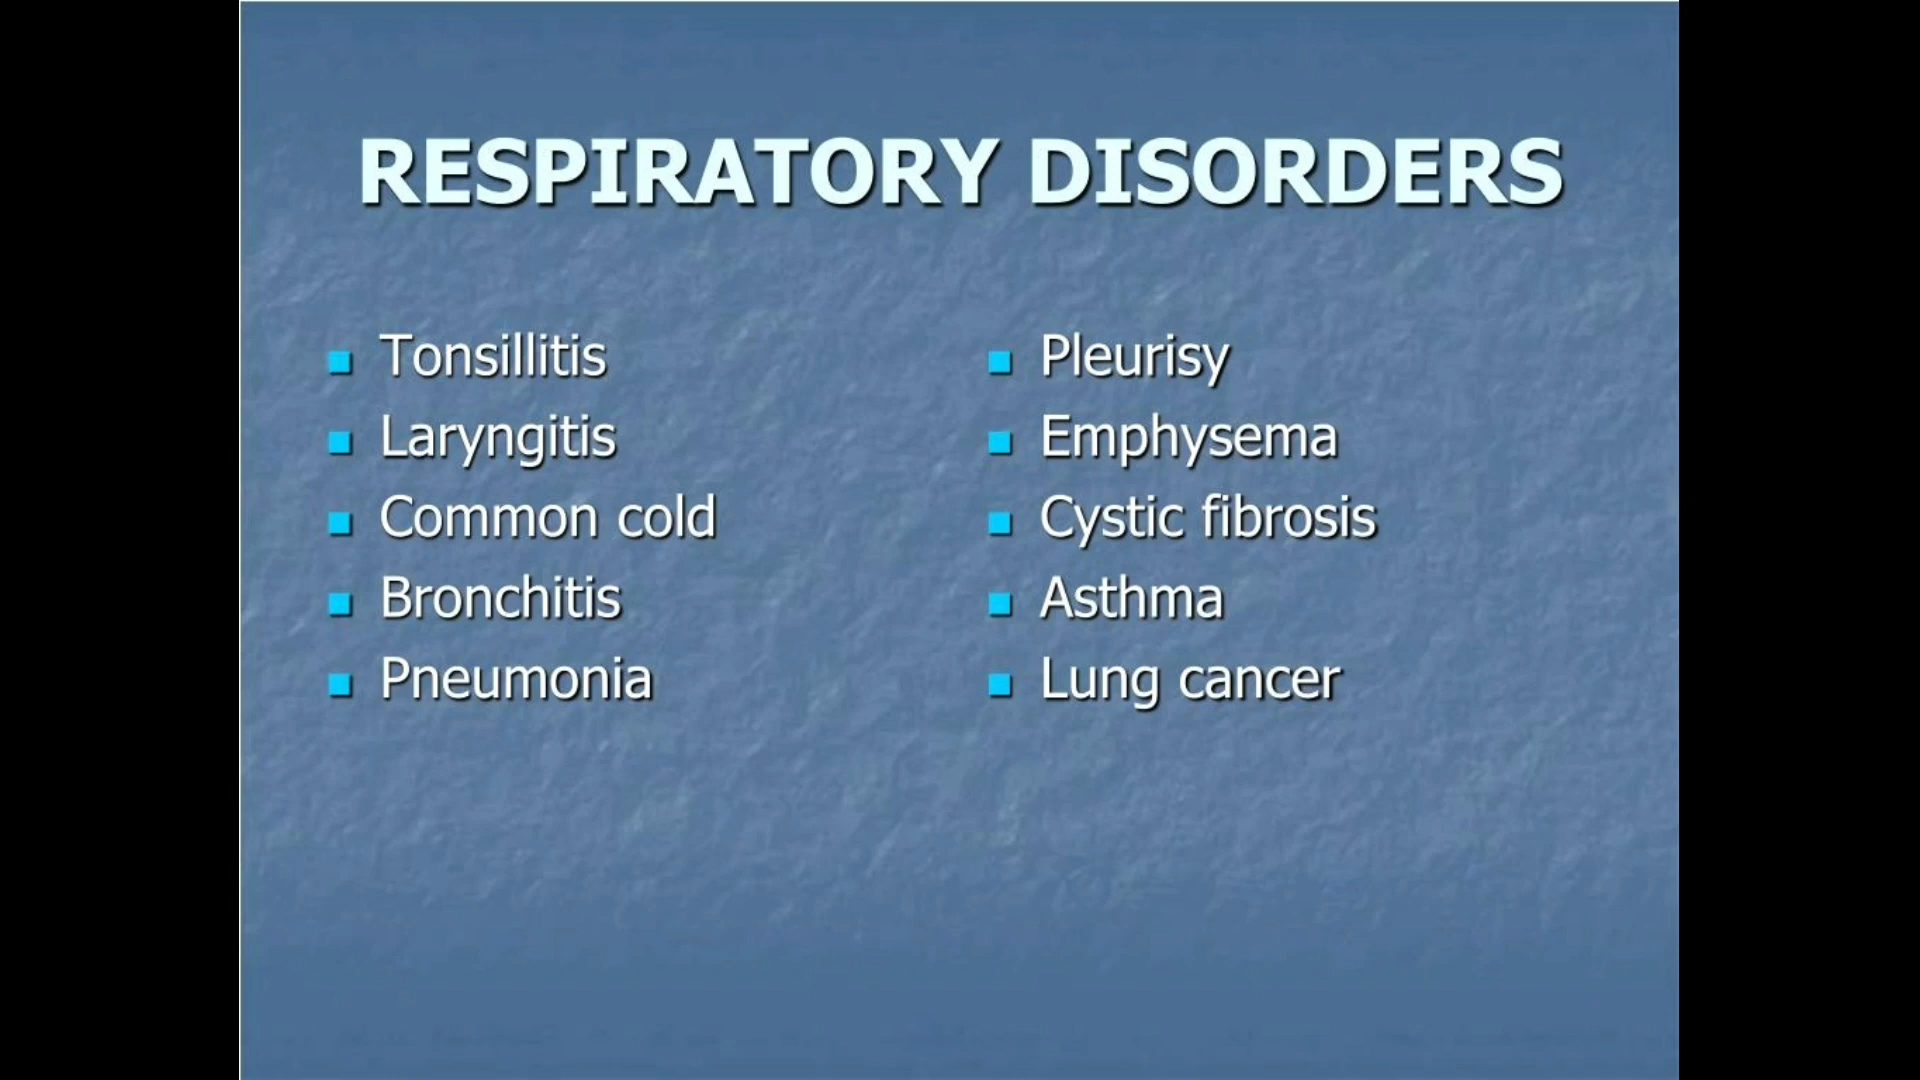 RESPIRATORY DISORDERS
Tonsillitis
Laryngitis
Common cold
Bronchitis
Pneumonia
Pleurisy
Emphysema
Cystic fibrosis
Asthma
Lung cancer